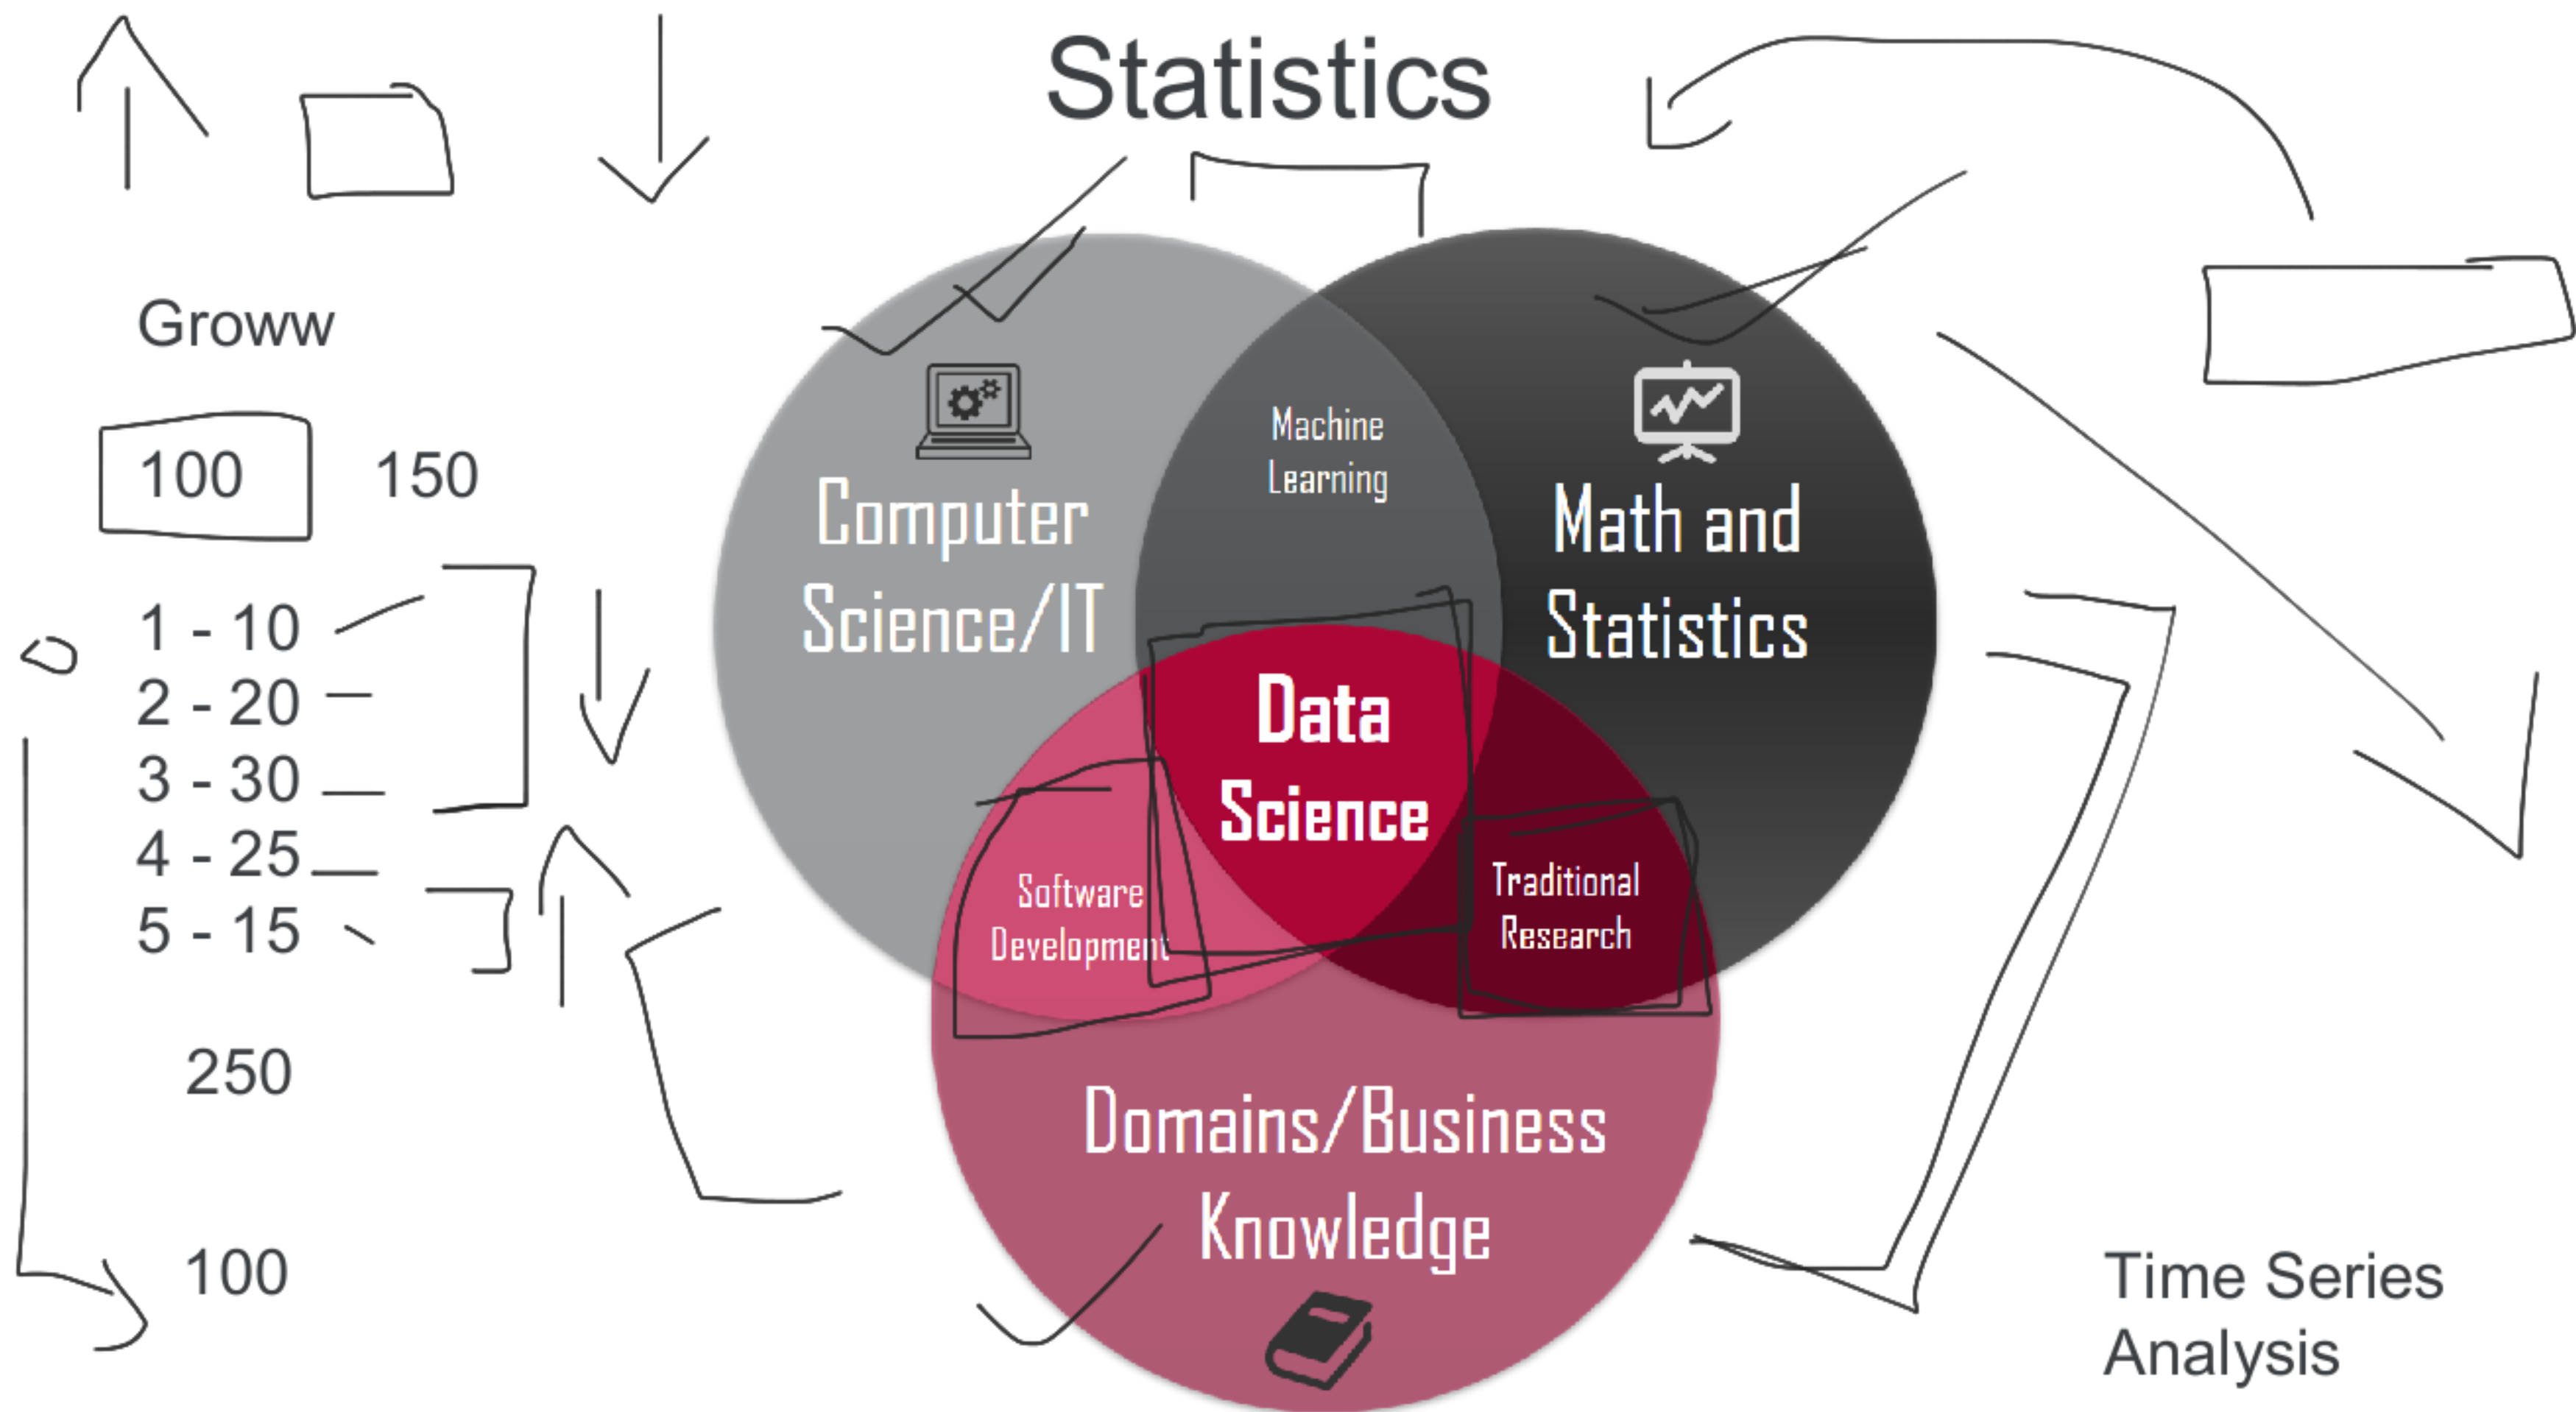 Statistics
Groww
100 150
1 - 10
2 - 20
3 - 30
4 - 25
5 - 15
250
100
Computer
Science/IT
Machine
Learning
Math and
Statistics
Data
Science
Software
Development
Traditional
Research
Domains/Business
Knowledge
Time Series
Analysis